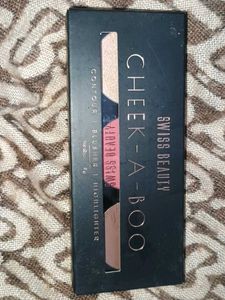 SWISS BEAUTY
CHEEK-A-BOO
SWISS BEAUTY
CONTOUR | BLUSHER | HIGHLIGHTER